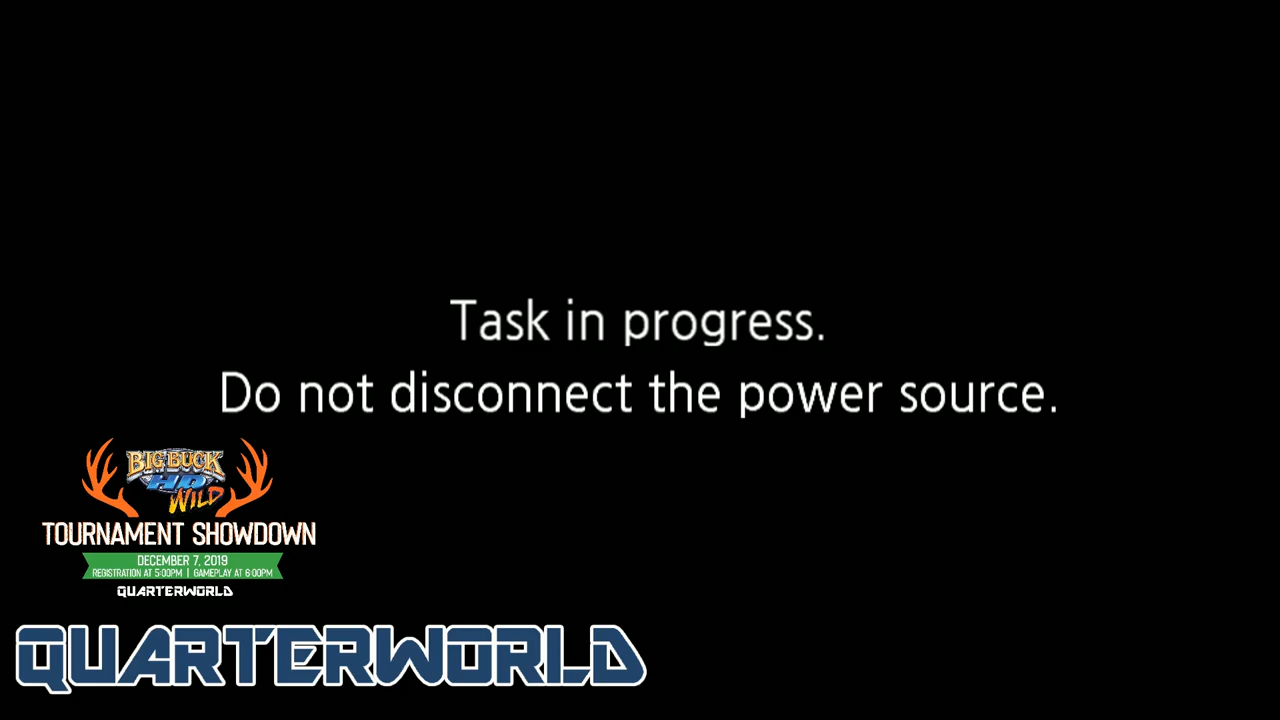 Task in progress.
Do not disconnect the power source.
BIG BUCK
HD
WILD
TOURNAMENT SHOWDOWN
DECEMBER 7, 2019
REGISTRATION AT 5:00PM | GAMEPLAY AT 6:00PM
QUARTERWORLD
QUARTERWORLD